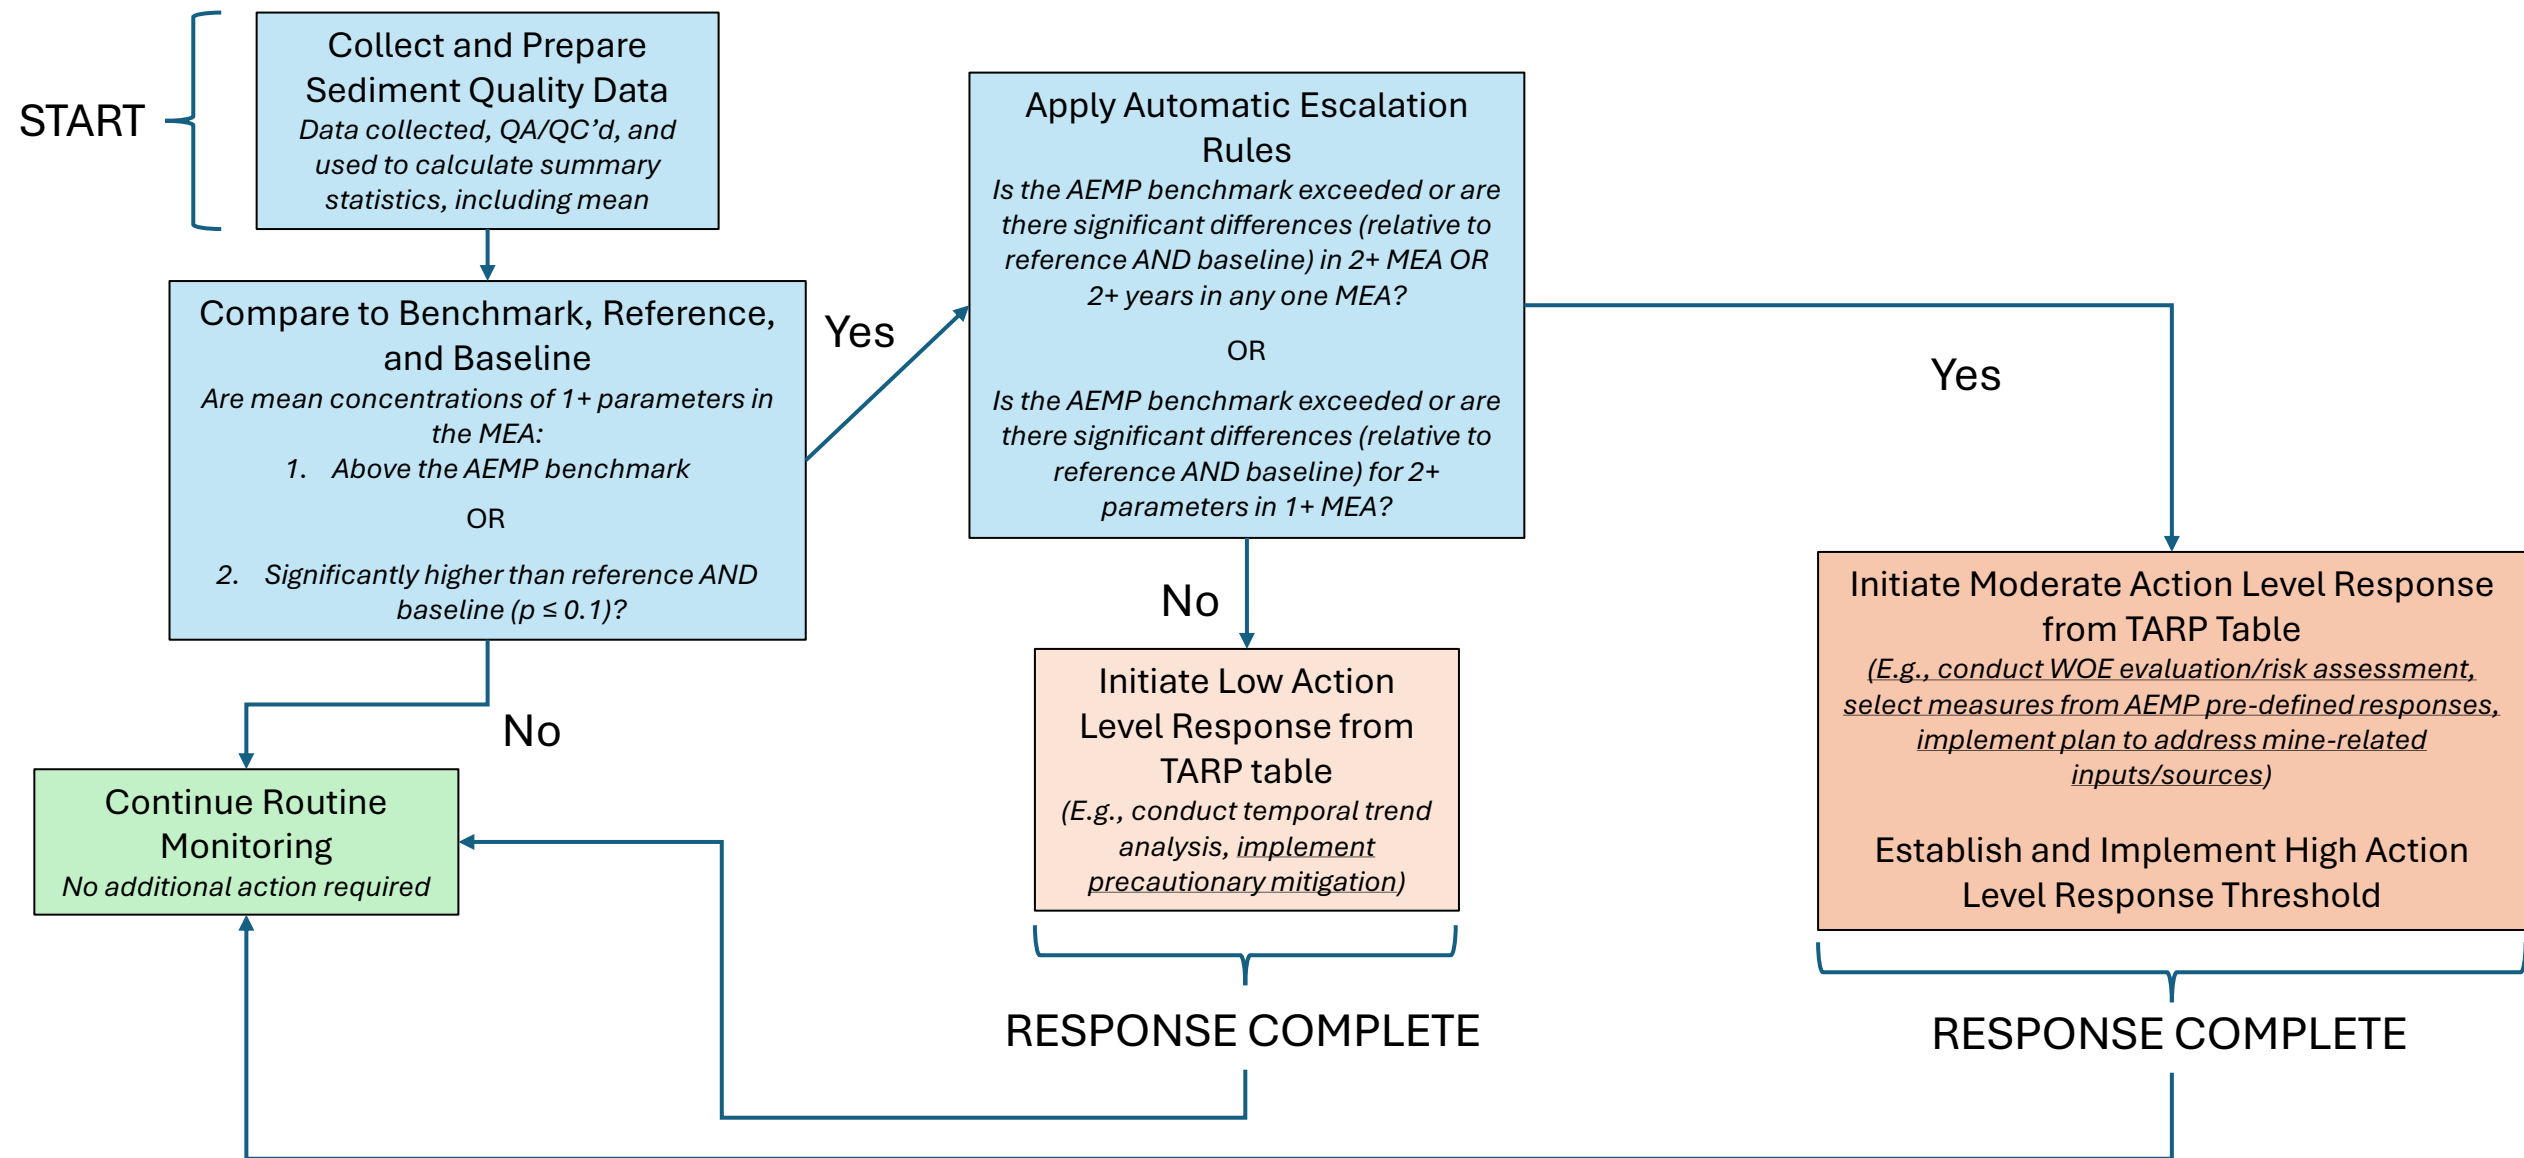 START
Collect and Prepare
Sediment Quality Data
Data collected, QA/QC’d, and
used to calculate summary
statistics, including mean
Compare to Benchmark, Reference,
and Baseline
Are mean concentrations of 1+ parameters in
the MEA:
1. Above the AEMP benchmark
OR
2. Significantly higher than reference AND
baseline (p ≤ 0.1)?
Yes
No
Apply Automatic Escalation
Rules
Is the AEMP benchmark exceeded or are
there significant differences (relative to
reference AND baseline) in 2+ MEA OR
2+ years in any one MEA?
OR
Is the AEMP benchmark exceeded or are
there significant differences (relative to
reference AND baseline) for 2+
parameters in 1+ MEA?
Yes
No
Continue Routine
Monitoring
No additional action required
Initiate Low Action
Level Response from
TARP table
(E.g., conduct temporal trend
analysis, implement
precautionary mitigation)
RESPONSE COMPLETE
Initiate Moderate Action Level Response
from TARP Table
(E.g., conduct WOE evaluation/risk assessment,
select measures from AEMP pre-defined responses,
implement plan to address mine-related
inputs/sources)
Establish and Implement High Action
Level Response Threshold
RESPONSE COMPLETE